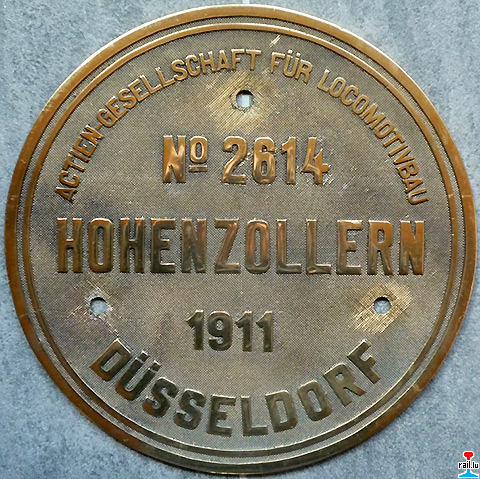 ACTIEN-GESELLSCHAFT FÜR LOCOMOTIVBAU
No 2614
HOHENZOLLERN
1911
DÜSSELDORF
rail.lu